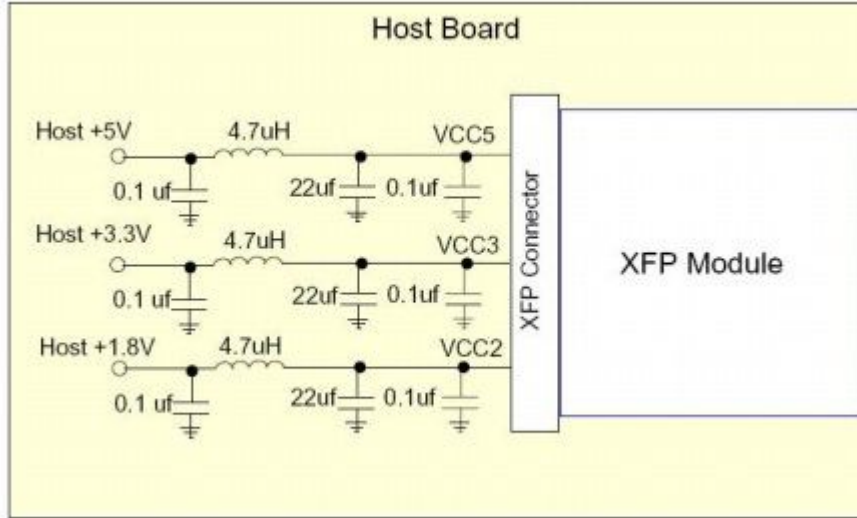 Host Board
Host +5V
4.7uH
VCC5
0.1 uf
22uf
0.1uf
Host +3.3V
4.7uH
VCC3
0.1 uf
22uf
0.1uf
Host +1.8V
4.7uH
VCC2
0.1 uf
22uf
0.1uf
XFP Connector
XFP Module